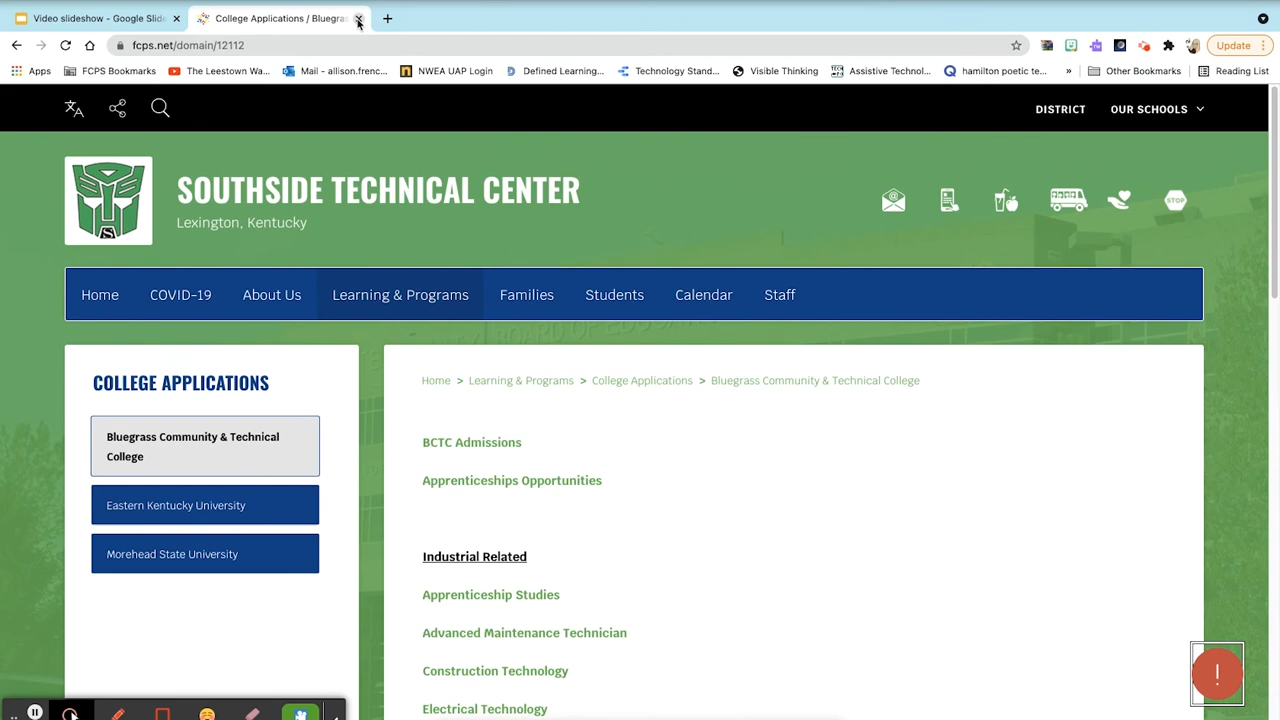 Video slideshow - Google Slide
College Applications / Bluegras
fcps.net/domain/12112
Update
Apps
FCPS Bookmarks
The Leestown Wa...
Mail - allison.frenc...
NWEA UAP Login
Defined Learning...
Technology Stand...
Visible Thinking
Assistive Technol...
hamilton poetic te...
»
Other Bookmarks
Reading List
DISTRICT
OUR SCHOOLS
SOUTHSIDE TECHNICAL CENTER
Lexington, Kentucky
STOP
Home
COVID-19
About Us
Learning & Programs
Families
Students
Calendar
Staff
COLLEGE APPLICATIONS
Bluegrass Community & Technical
College
Eastern Kentucky University
Morehead State University
Home > Learning & Programs > College Applications > Bluegrass Community & Technical College
BCTC Admissions
Apprenticeships Opportunities
Industrial Related
Apprenticeship Studies
Advanced Maintenance Technician
Construction Technology
Electrical Technology
!